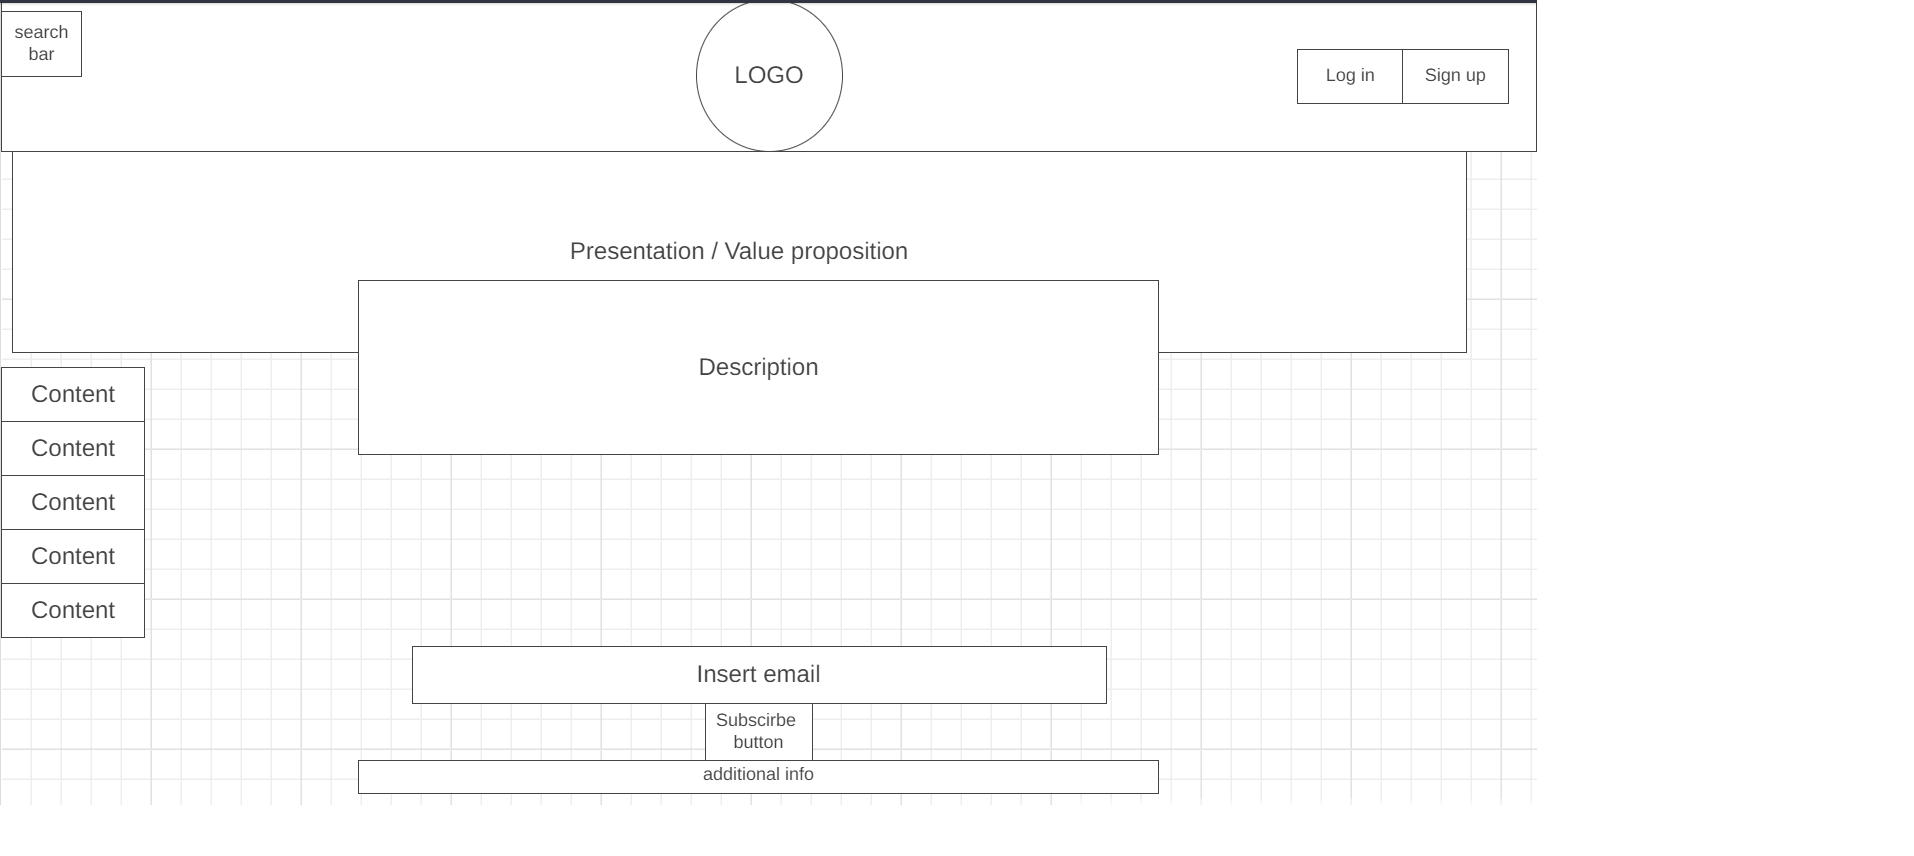 search
bar
LOGO
Log in
Sign up
Presentation / Value proposition
Description
Content
Content
Content
Content
Content
Insert email
Subscirbe
button
additional info